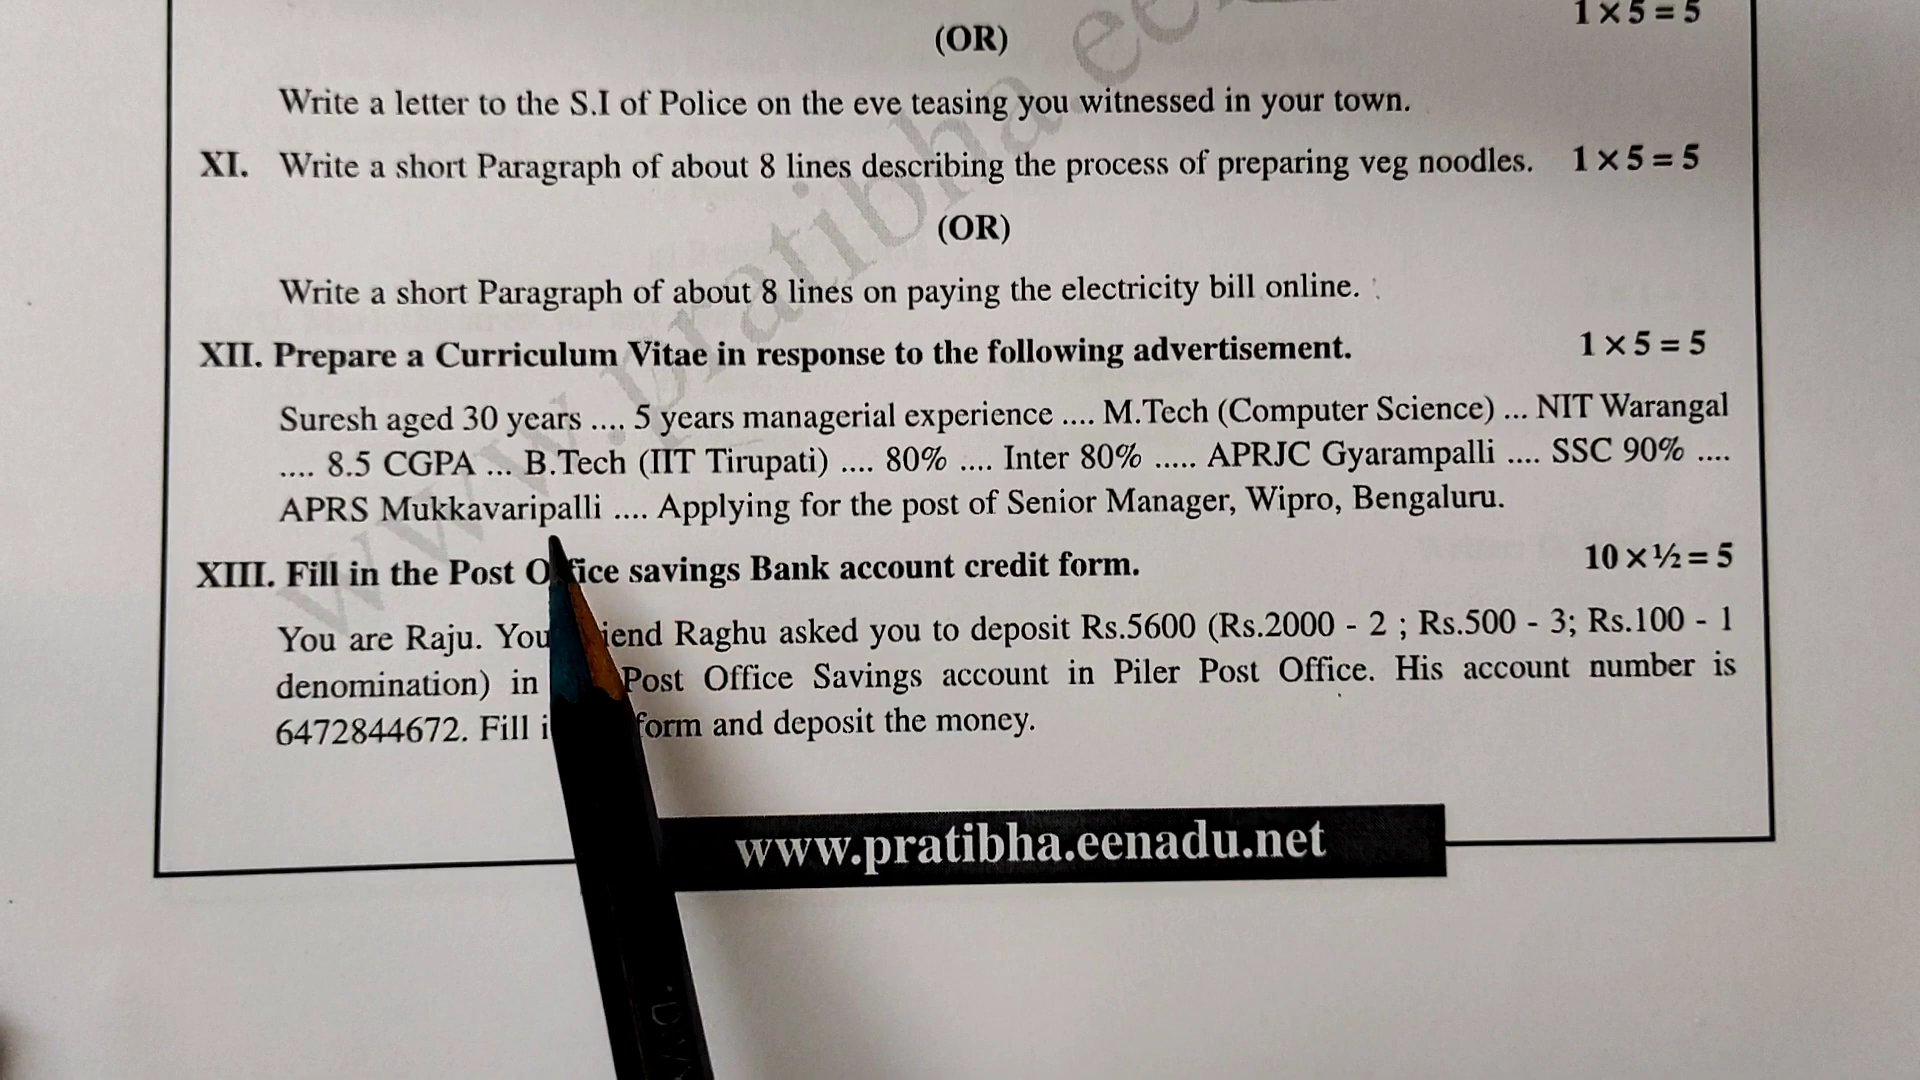 1 × 5 = 5
(OR)
Write a letter to the S.I of Police on the eve teasing you witnessed in your town.
XI. Write a short Paragraph of about 8 lines describing the process of preparing veg noodles. 1 × 5 = 5
(OR)
Write a short Paragraph of about 8 lines on paying the electricity bill online.
XII. Prepare a Curriculum Vitae in response to the following advertisement. 1 × 5 = 5
Suresh aged 30 years .... 5 years managerial experience .... M.Tech (Computer Science) ... NIT Warangal
.... 8.5 CGPA ... B.Tech (IIT Tirupati) .... 80% .... Inter 80% ..... APRJC Gyarampalli .... SSC 90% ....
APRS Mukkavaripalli .... Applying for the post of Senior Manager, Wipro, Bengaluru.
XIII. Fill in the Post Office savings Bank account credit form. 10 × ½ = 5
You are Raju. Raghu asked you to deposit Rs.5600 (Rs.2000 - 2 ; Rs.500 - 3; Rs.100 - 1
denomination) in Post Office Savings account in Piler Post Office. His account number is
6472844672. Fill form and deposit the money.
www.pratibha.eenadu.net